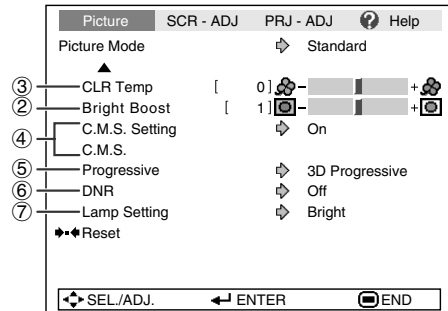 Picture SCR - ADJ PRJ - ADJ ? Help
Picture Mode Standard
③ CLR Temp [ 0] − +
② Bright Boost [ 1] − +
④ C.M.S. Setting On
C.M.S.
⑤ Progressive 3D Progressive
⑥ DNR Off
⑦ Lamp Setting Bright
Reset
SEL./ADJ. ENTER END